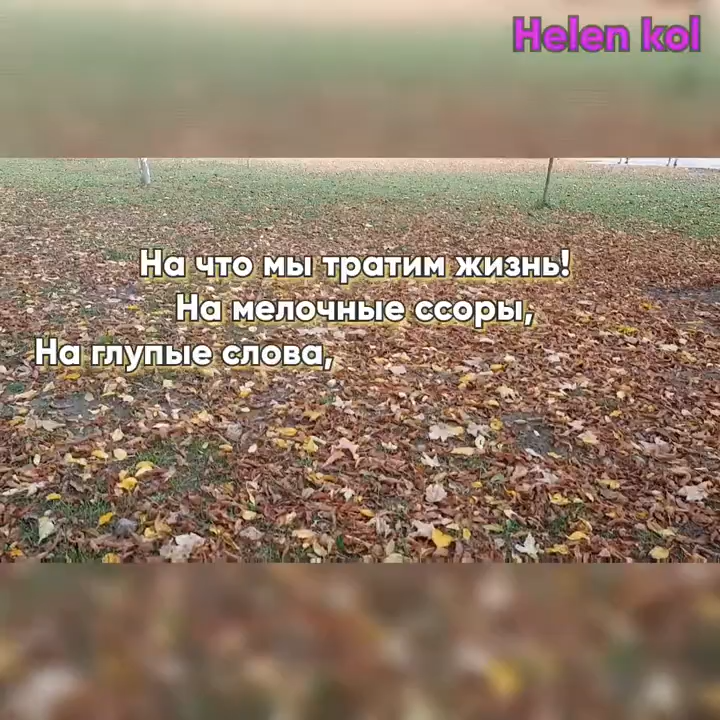 Helen kol
На что мы тратим жизнь!
На мелочные ссоры,
На глупые слова,